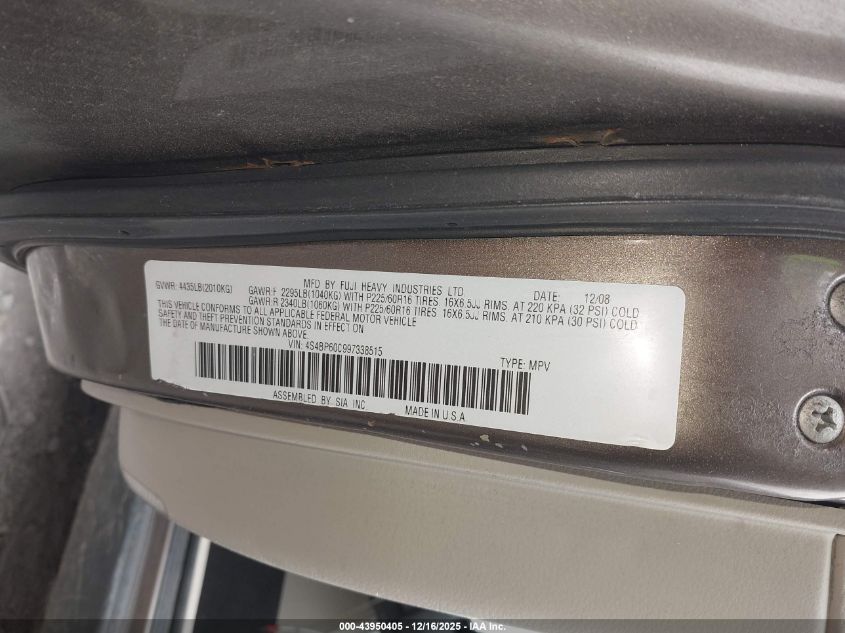 MFD BY FUJI HEAVY INDUSTRIES LTD. DATE: 12/08
GVWR: 4435LB(2010KG) GAWR:F 2295LB(1040KG) WITH P225/60R16 TIRES, 16X6.5JJ RIMS, AT 220 KPA (32 PSI) COLD
GAWR:R 2340LB(1060KG) WITH P225/60R16 TIRES, 16X6.5JJ RIMS, AT 210 KPA (30 PSI) COLD
THIS VEHICLE CONFORMS TO ALL APPLICABLE FEDERAL MOTOR VEHICLE
SAFETY AND THEFT PREVENTION STANDARDS IN EFFECT ON
THE DATE OF MANUFACTURE SHOWN ABOVE.
VIN: 4S4BP60C997338515 TYPE: MPV
ASSEMBLED BY SIA INC. MADE IN U.S.A.
000-43950405 - 12/16/2025 - IAA Inc.